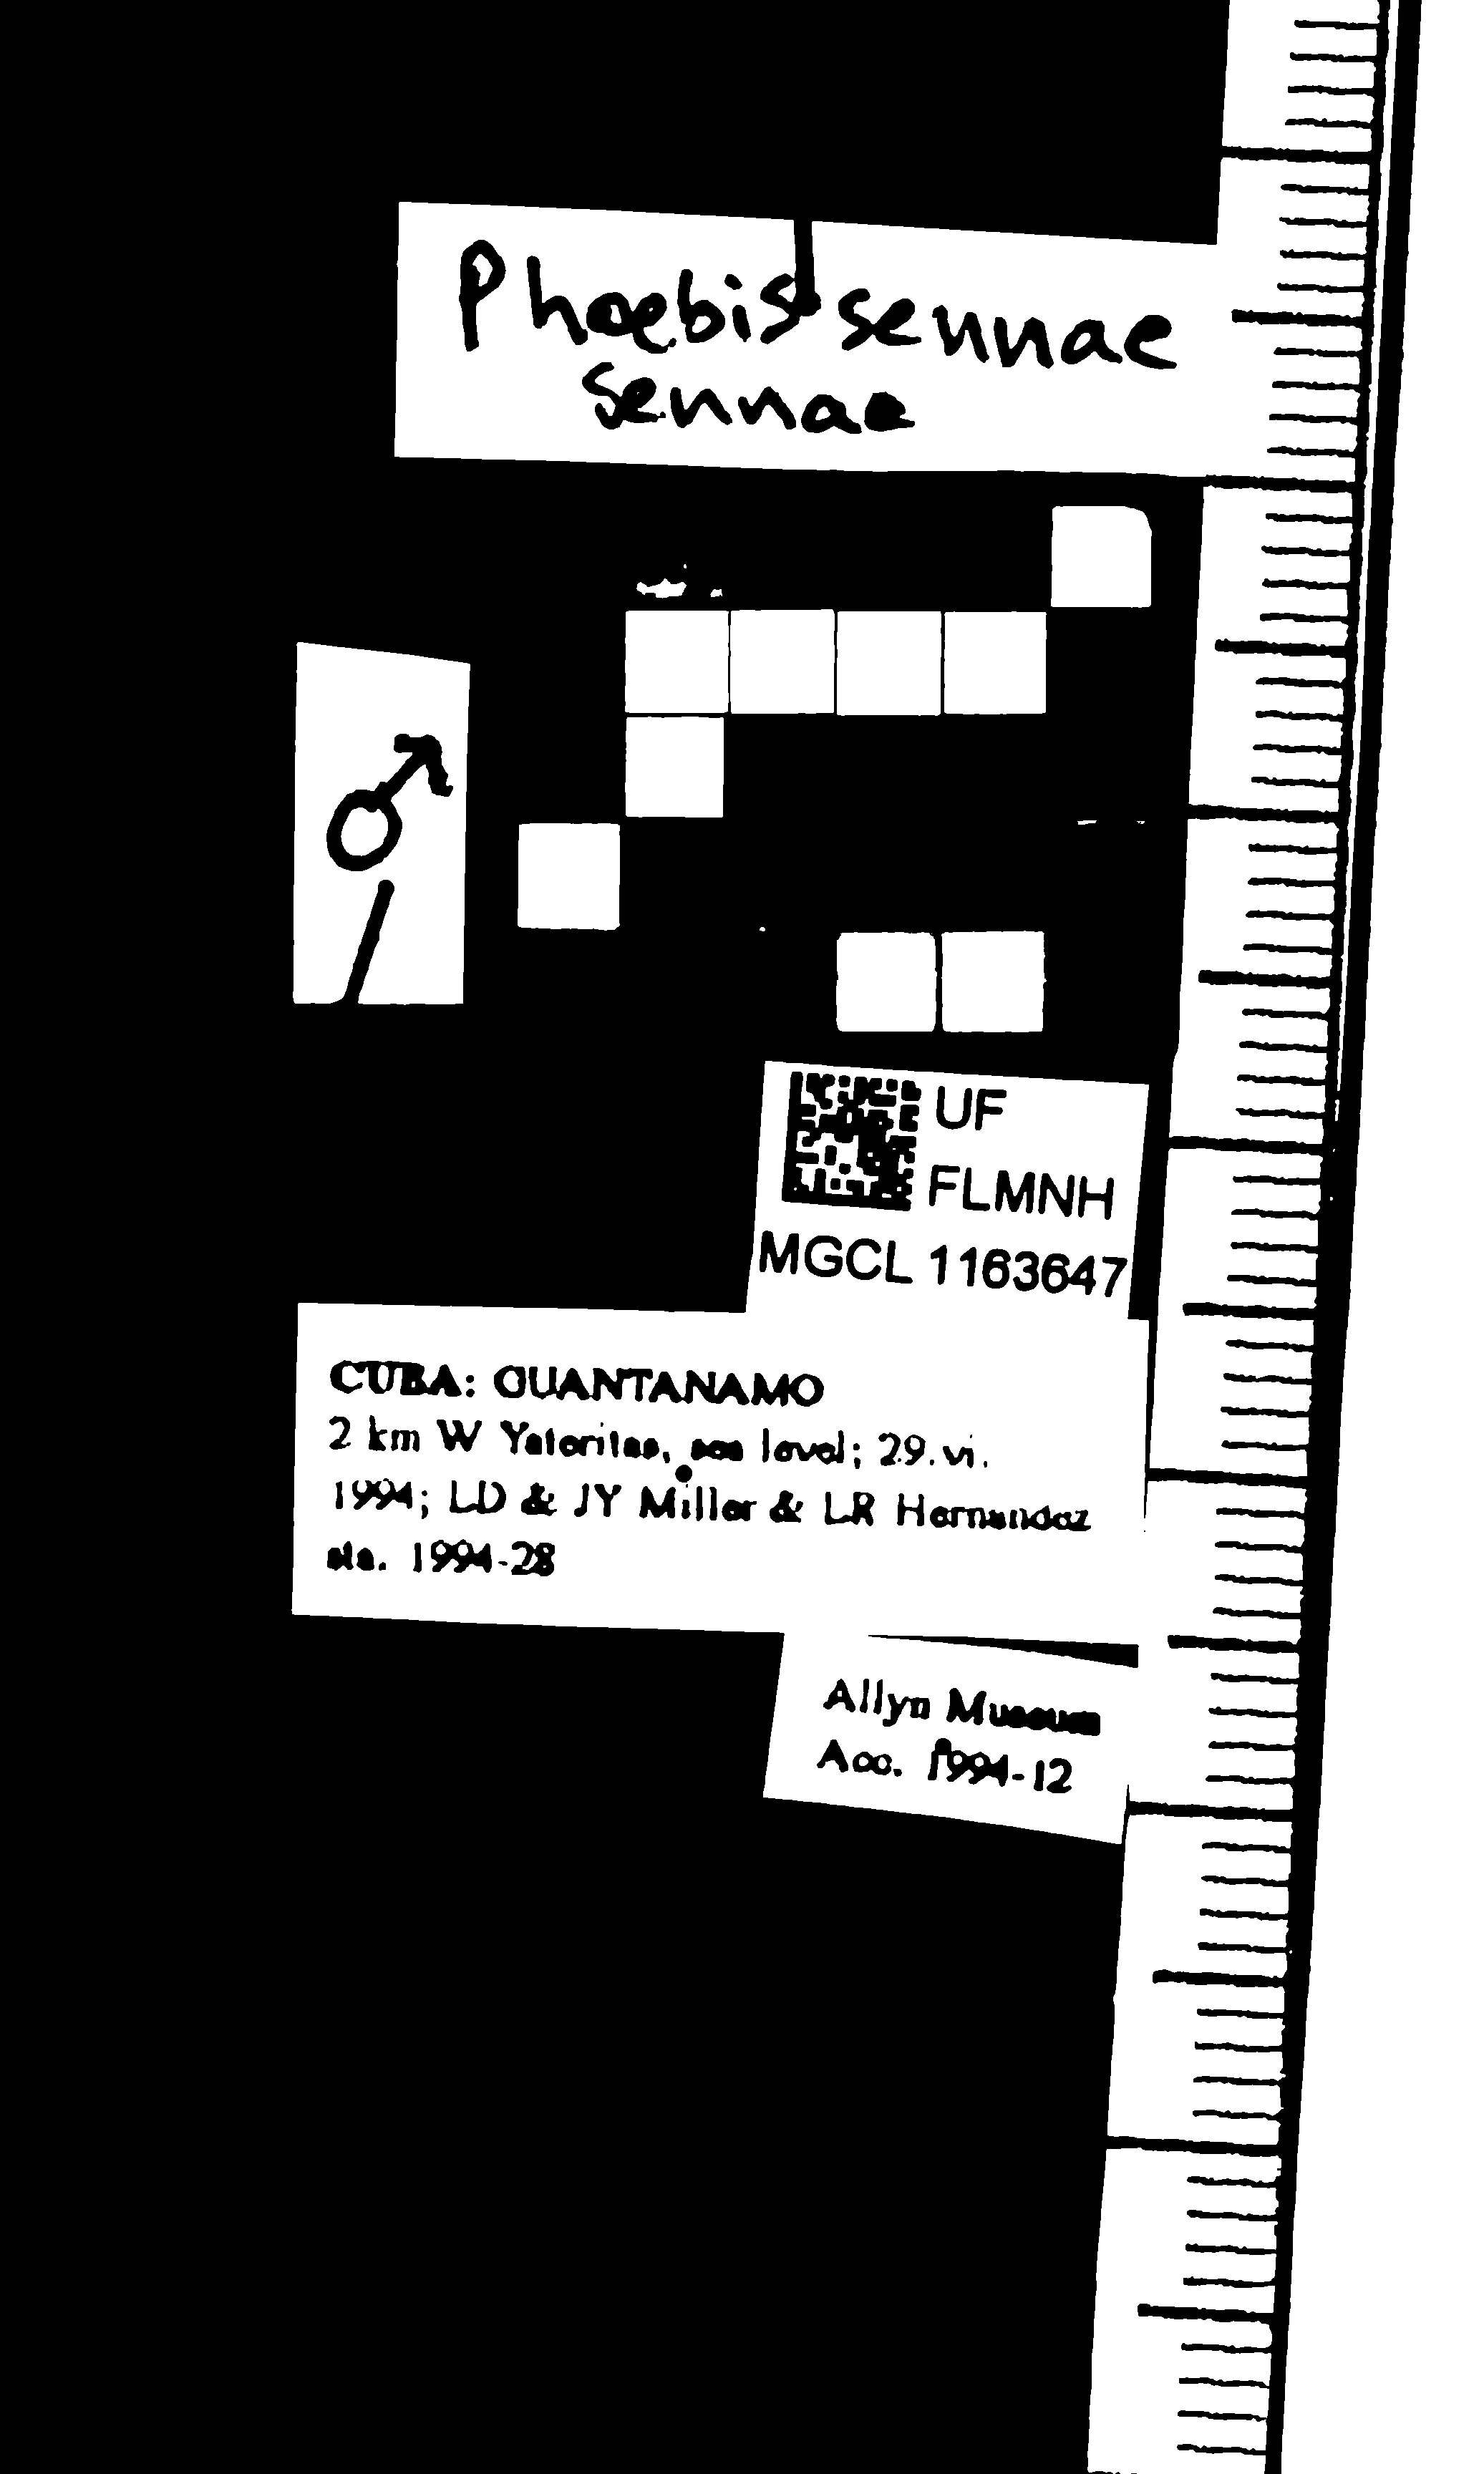 Phoebis sennae
sennae
♂
UF
FLMNH
MGCL 1163647
CUBA: GUANTANAMO
2 km W Yateritas, sea level; 29.vi.
1994; LD & JY Miller & LR Hernandez
sta. 1994-28
Allyn Museum
Acc. 1994-12